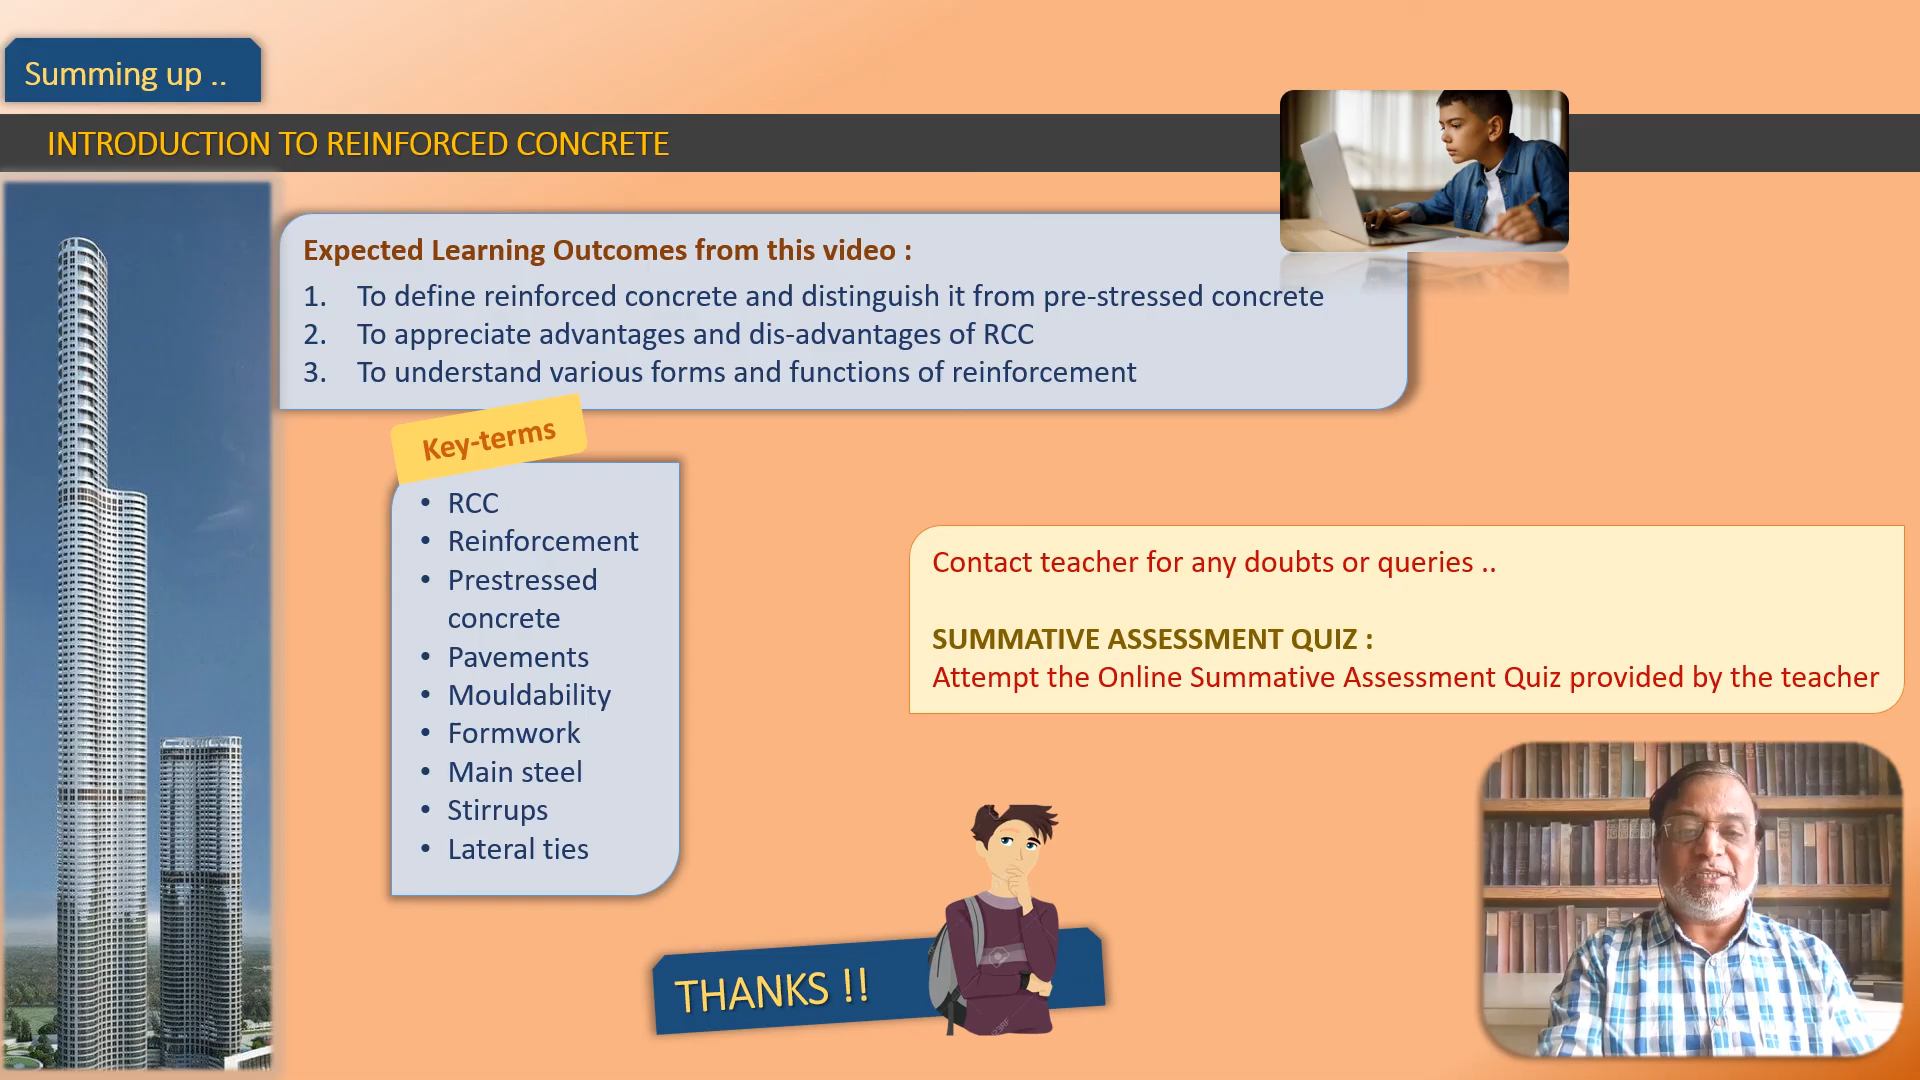 Summing up ..
INTRODUCTION TO REINFORCED CONCRETE
Expected Learning Outcomes from this video :
1. To define reinforced concrete and distinguish it from pre-stressed concrete
2. To appreciate advantages and dis-advantages of RCC
3. To understand various forms and functions of reinforcement
Key-terms
• RCC
• Reinforcement
• Prestressed
concrete
• Pavements
• Mouldability
• Formwork
• Main steel
• Stirrups
• Lateral ties
Contact teacher for any doubts or queries ..
SUMMATIVE ASSESSMENT QUIZ :
Attempt the Online Summative Assessment Quiz provided by the teacher
THANKS !!